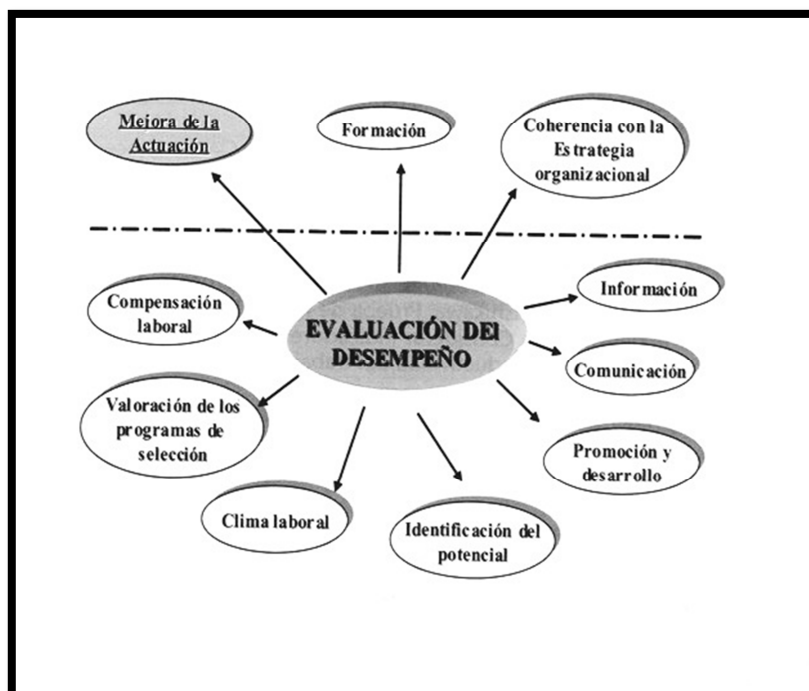 Mejora de la
Actuación
Formación
Coherencia con la
Estrategia
organizacional
Compensación
laboral
Información
EVALUACIÓN DEl
DESEMPEÑO
Comunicación
Valoración de los
programas de
selección
Promoción y
desarrollo
Clima laboral
Identificación del
potencial